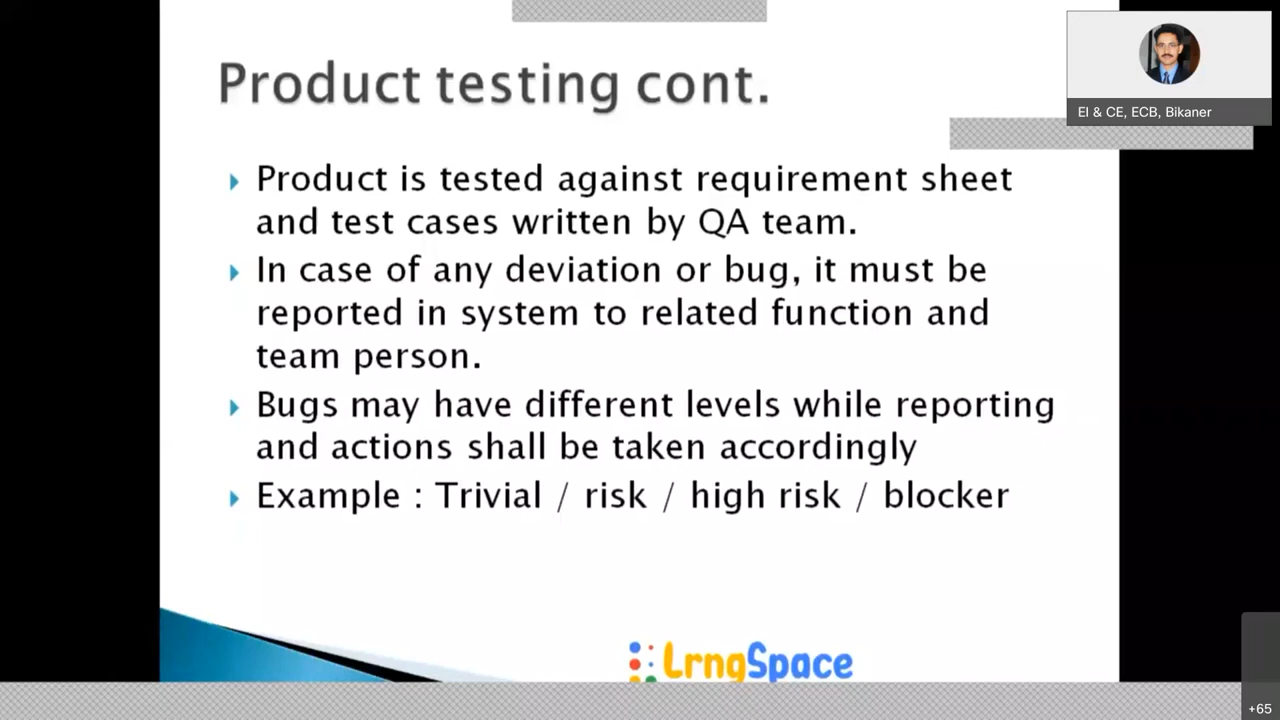 Product testing cont.
EI & CE, ECB, Bikaner
Product is tested against requirement sheet
and test cases written by QA team.
In case of any deviation or bug, it must be
reported in system to related function and
team person.
Bugs may have different levels while reporting
and actions shall be taken accordingly
Example : Trivial / risk / high risk / blocker
LrngSpace
+65